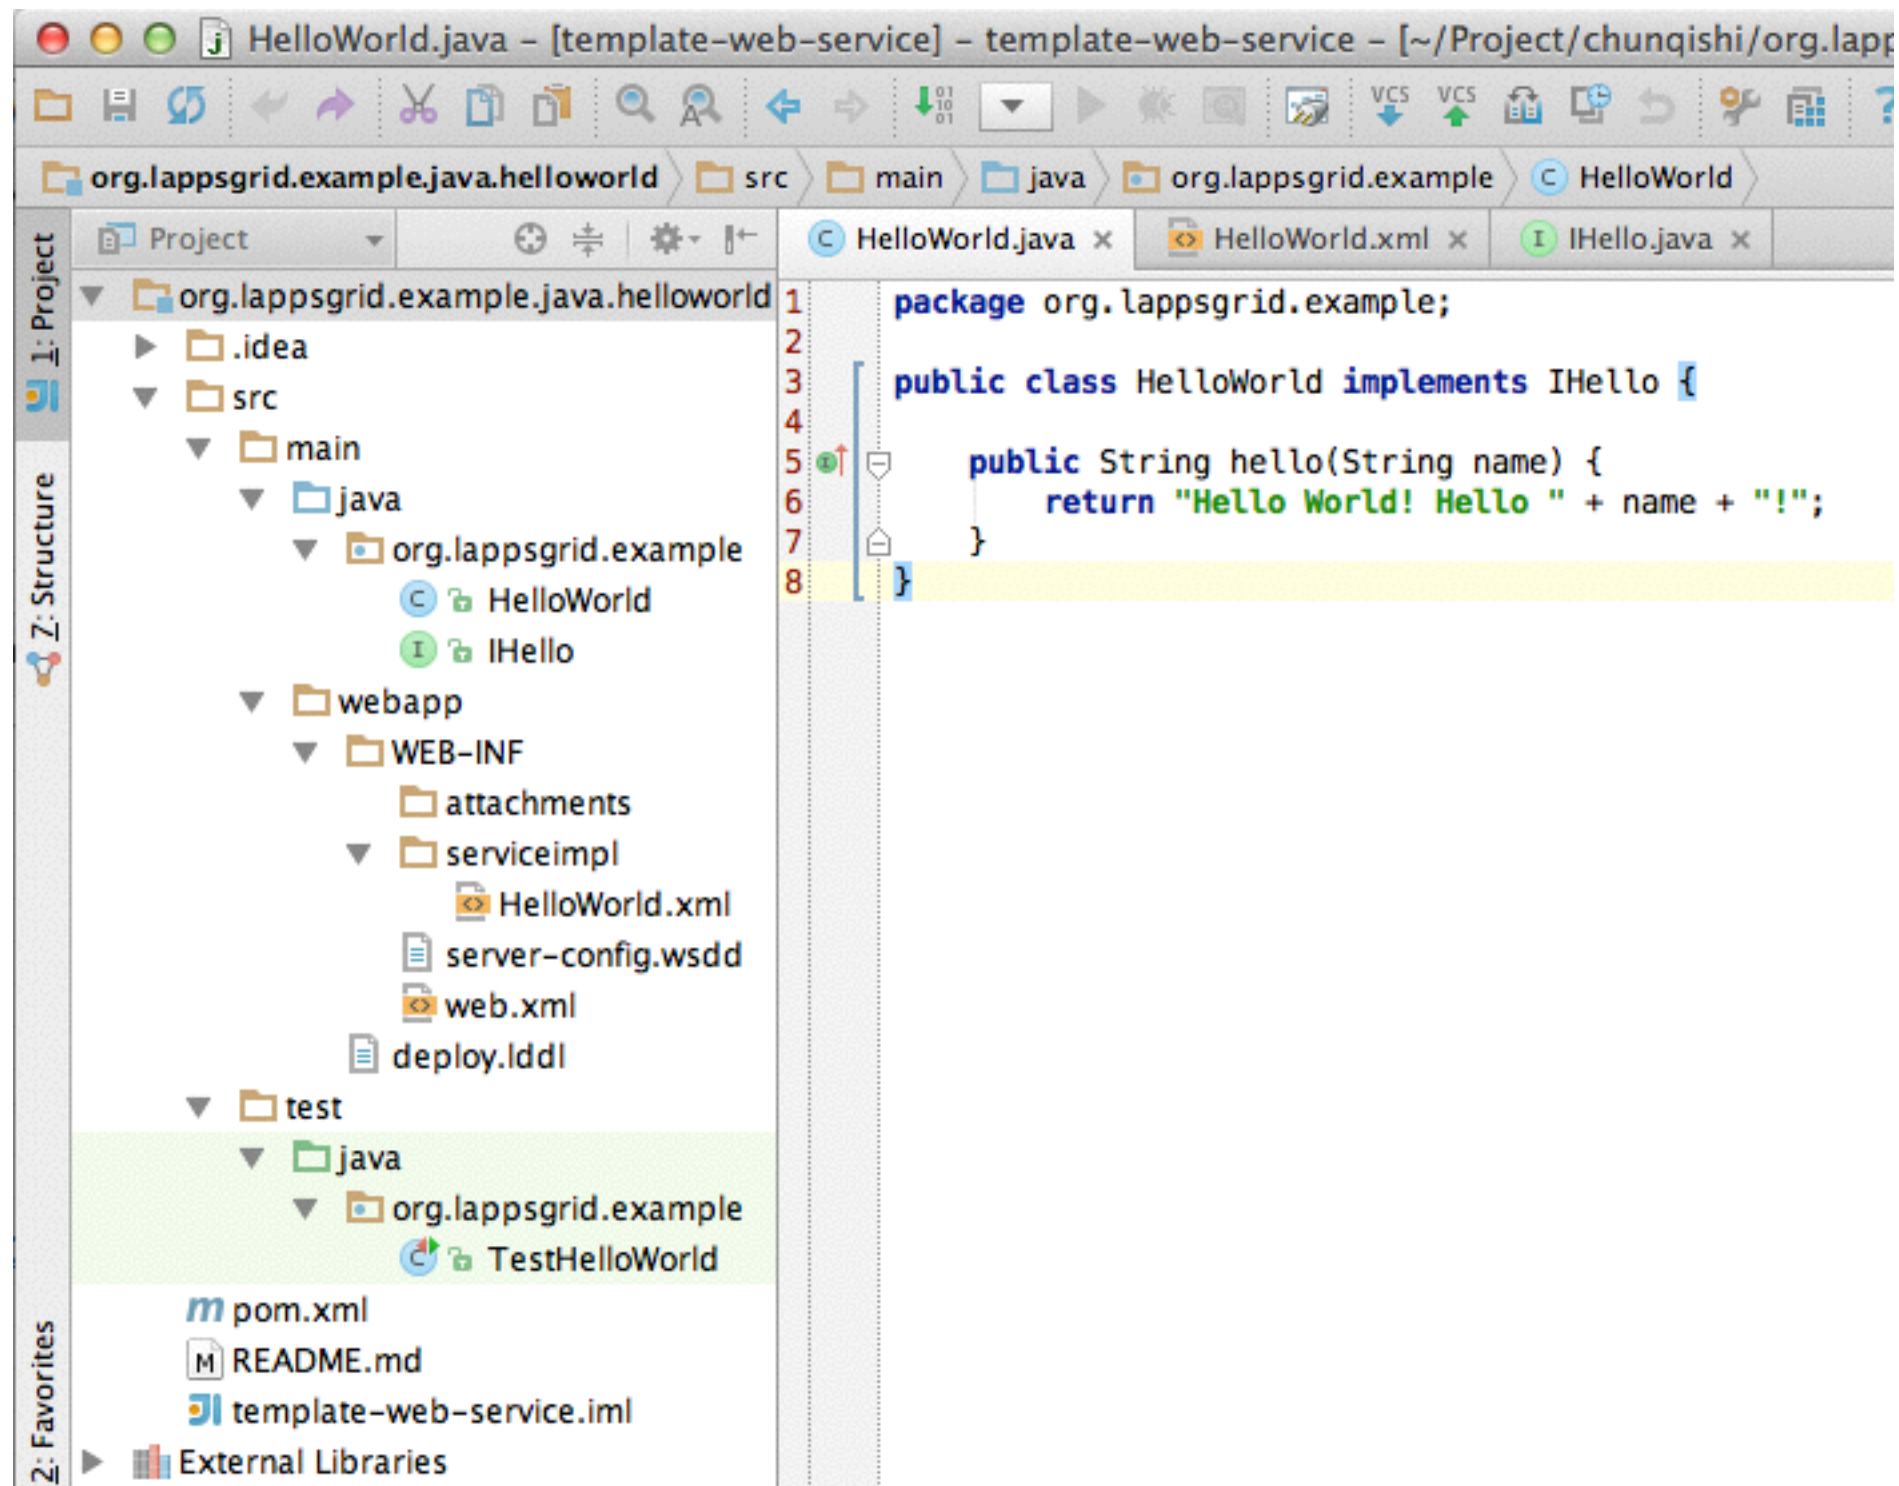 HelloWorld.java – [template-web-service] – template-web-service – [~/Project/chunqishi/org.lapp
VCS VCS ?
org.lappsgrid.example.java.helloworld src main java org.lappsgrid.example C HelloWorld
1: Project
Z: Structure
2: Favorites
Project
org.lappsgrid.example.java.helloworld
.idea
src
main
java
org.lappsgrid.example
C HelloWorld
I IHello
webapp
WEB-INF
attachments
serviceimpl
HelloWorld.xml
server-config.wsdd
web.xml
deploy.lddl
test
java
org.lappsgrid.example
C TestHelloWorld
m pom.xml
M README.md
template-web-service.iml
External Libraries
C HelloWorld.java × HelloWorld.xml × I IHello.java ×
1 package org.lappsgrid.example;
2
3 public class HelloWorld implements IHello {
4
5 public String hello(String name) {
6 return "Hello World! Hello " + name + "!";
7 }
8 }